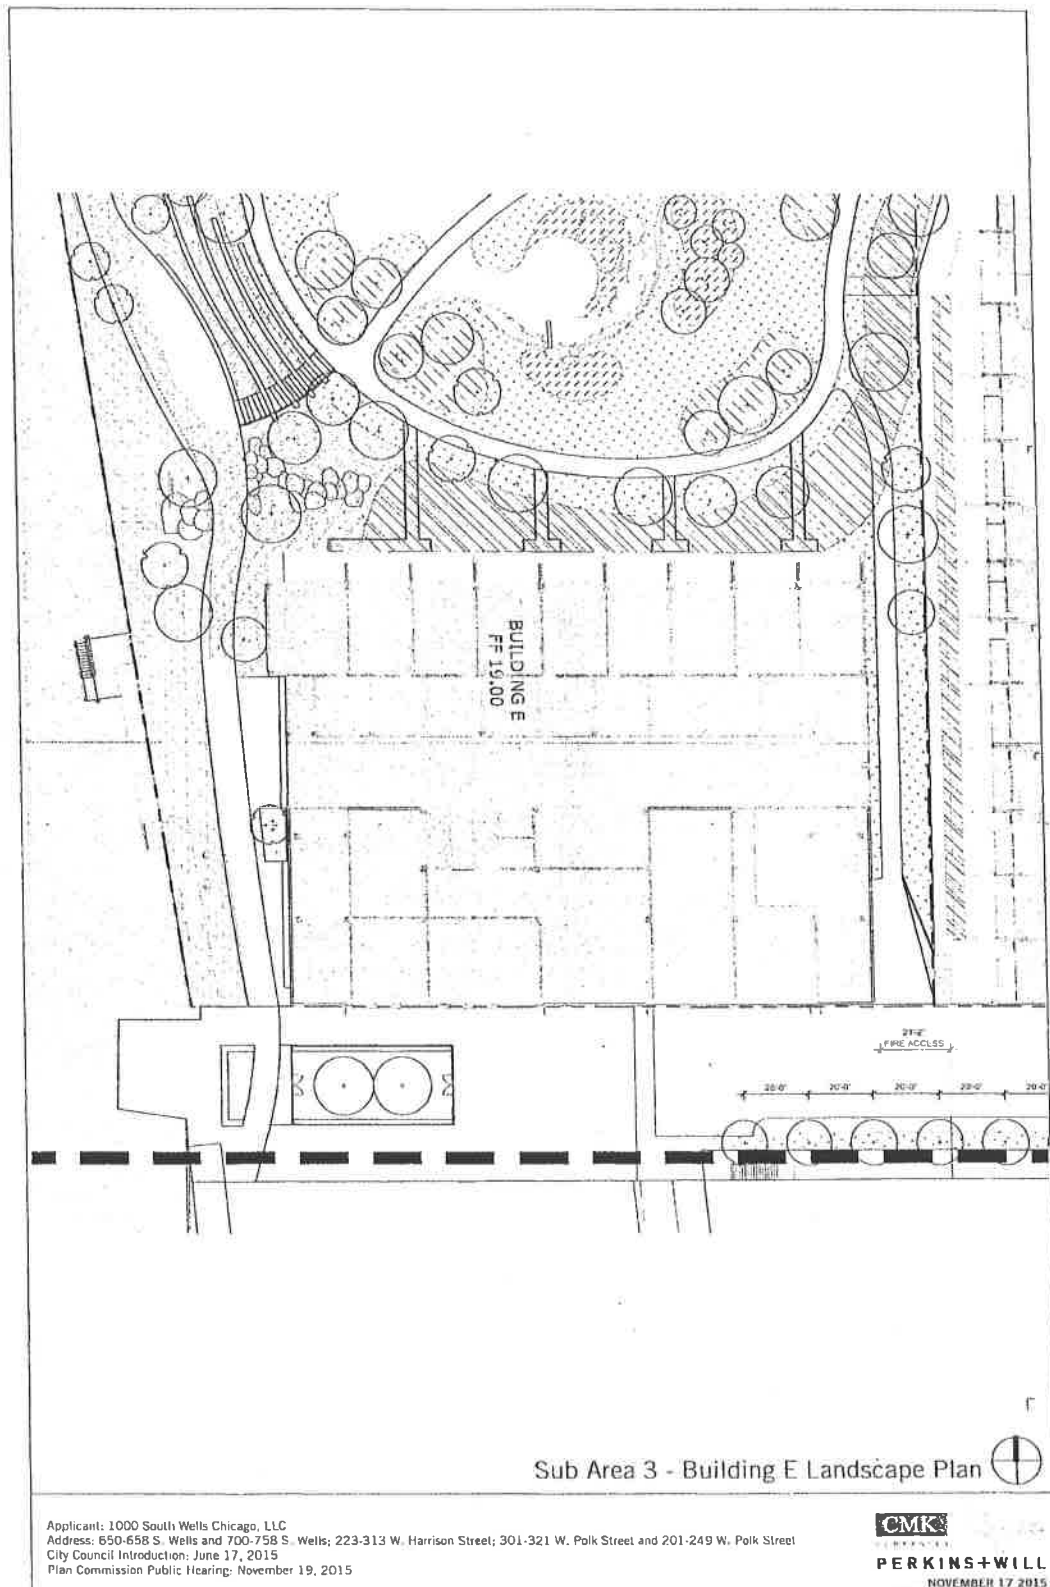 BUILDING E
FF 19.00
21'-2"
FIRE ACCESS
20'-0" 20'-0" 20'-0" 20'-0" 20'-0"
Sub Area 3 - Building E Landscape Plan
Applicant: 1000 South Wells Chicago, LLC
Address: 650-658 S. Wells and 700-758 S. Wells; 223-313 W. Harrison Street; 301-321 W. Polk Street and 201-249 W. Polk Street
City Council Introduction: June 17, 2015
Plan Commission Public Hearing: November 19, 2015
CMK
PERKINS+WILL
NOVEMBER 17 2015